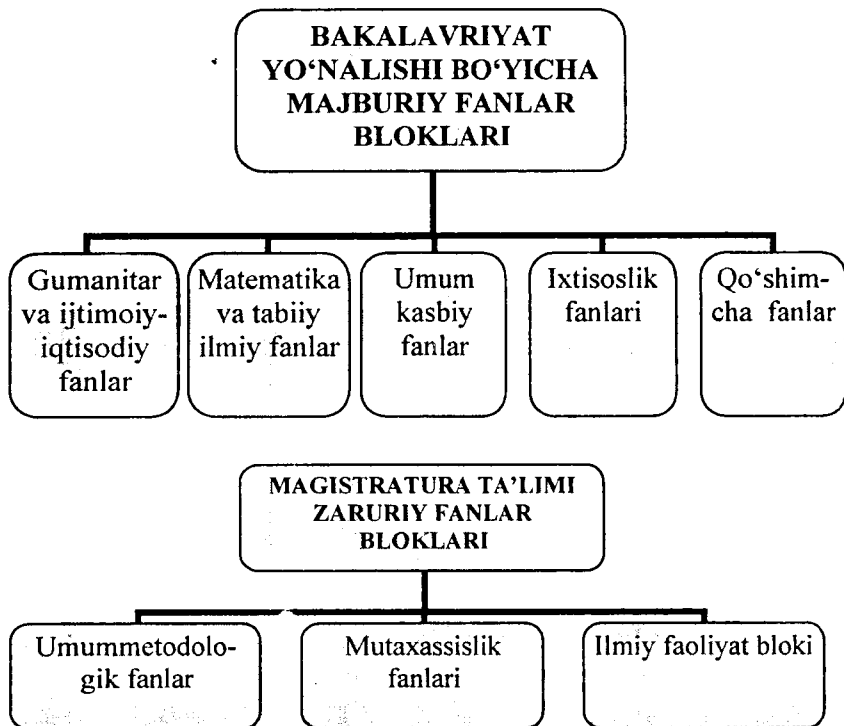 BAKALAVRIYAT
YO‘NALISHI BO‘YICHA
MAJBURIY FANLAR
BLOKLARI
Gumanitar
va ijtimoiy-
iqtisodiy
fanlar
Matematika
va tabiiy
ilmiy fanlar
Umum
kasbiy
fanlar
Ixtisoslik
fanlari
Qo‘shim-
cha fanlar
MAGISTRATURA TA’LIMI
ZARURIY FANLAR
BLOKLARI
Umummetodolo-
gik fanlar
Mutaxassislik
fanlari
Ilmiy faoliyat bloki